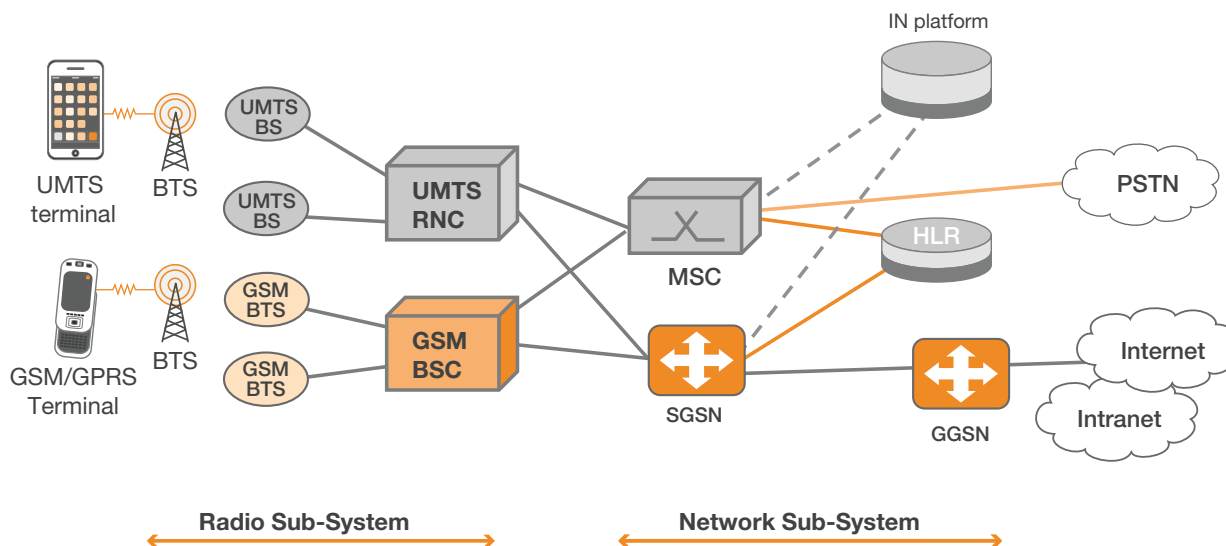 IN platform
UMTS
BS
UMTS
terminal
BTS
UMTS
BS
UMTS
RNC
MSC
PSTN
HLR
GSM/GPRS
Terminal
BTS
GSM
BTS
GSM
BTS
GSM
BSC
SGSN
GGSN
Internet
Intranet
Radio Sub-System
Network Sub-System